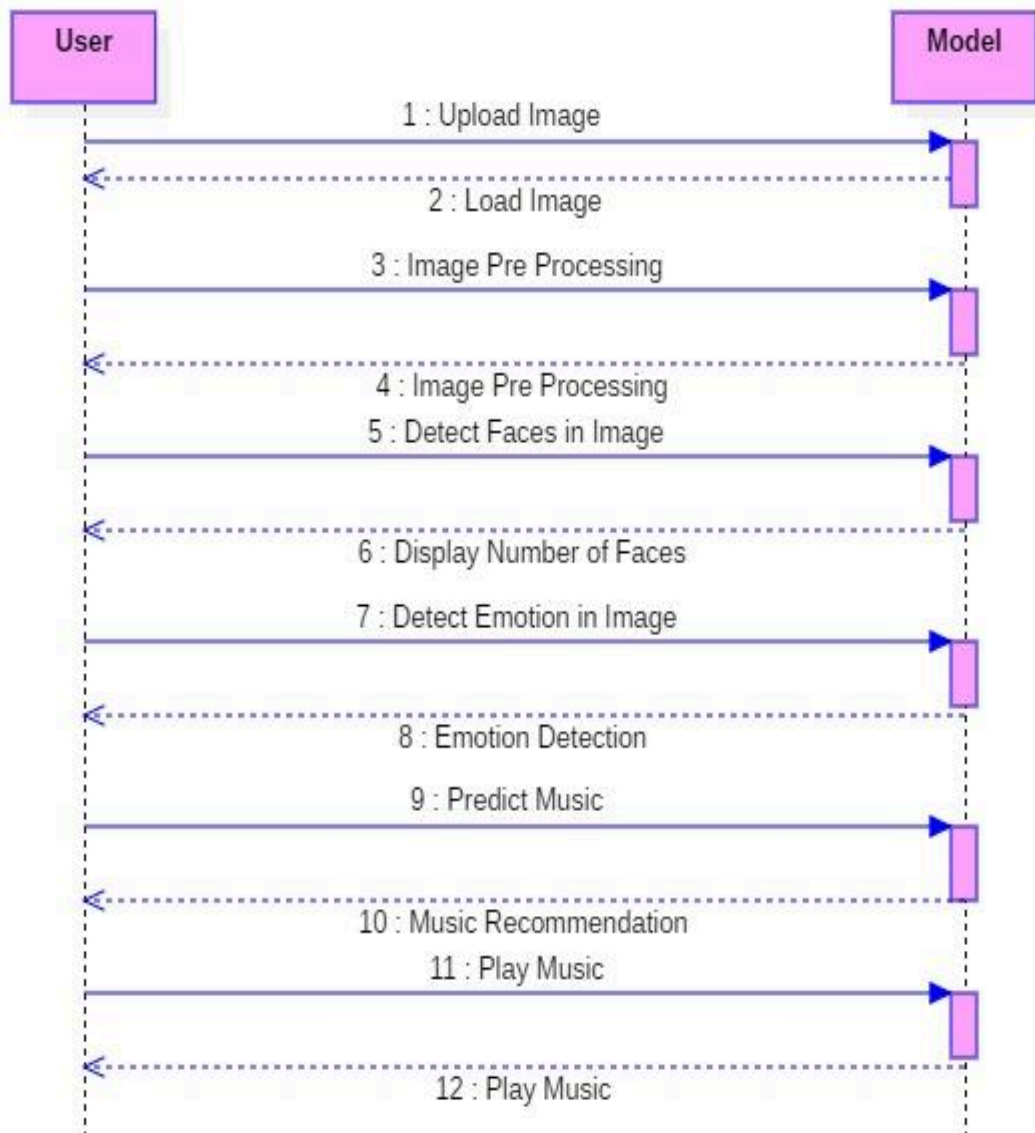 User
Model
1 : Upload Image
2 : Load Image
3 : Image Pre Processing
4 : Image Pre Processing
5 : Detect Faces in Image
6 : Display Number of Faces
7 : Detect Emotion in Image
8 : Emotion Detection
9 : Predict Music
10 : Music Recommendation
11 : Play Music
12 : Play Music